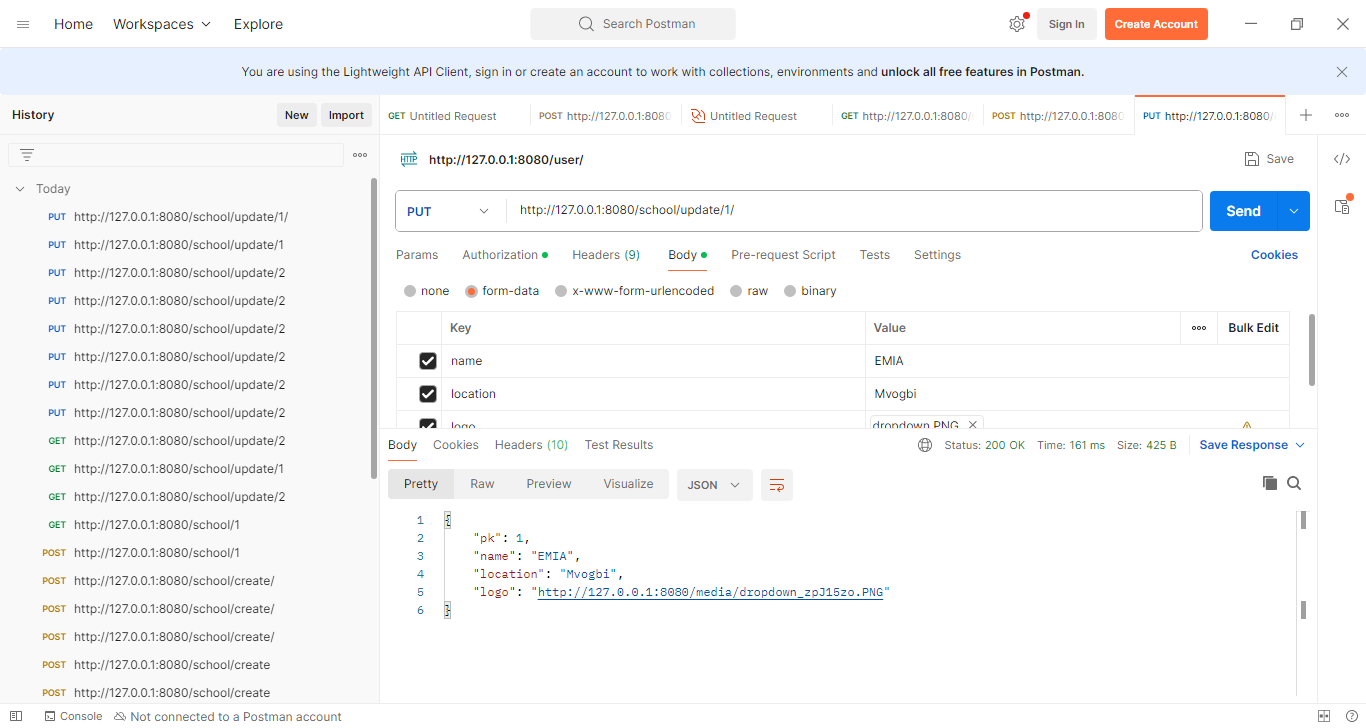 Home Workspaces Explore Search Postman Sign In Create Account
You are using the Lightweight API Client, sign in or create an account to work with collections, environments and unlock all free features in Postman.
History New Import
GET Untitled Request POST http://127.0.0.1:8080 Untitled Request GET http://127.0.0.1:8080/ POST http://127.0.0.1:8080 PUT http://127.0.0.1:8080/
Today
PUT http://127.0.0.1:8080/school/update/1/
PUT http://127.0.0.1:8080/school/update/1
PUT http://127.0.0.1:8080/school/update/2
PUT http://127.0.0.1:8080/school/update/2
PUT http://127.0.0.1:8080/school/update/2
PUT http://127.0.0.1:8080/school/update/2
PUT http://127.0.0.1:8080/school/update/2
PUT http://127.0.0.1:8080/school/update/2
GET http://127.0.0.1:8080/school/update/2
GET http://127.0.0.1:8080/school/update/1
GET http://127.0.0.1:8080/school/update/2
GET http://127.0.0.1:8080/school/1
POST http://127.0.0.1:8080/school/1
POST http://127.0.0.1:8080/school/create/
POST http://127.0.0.1:8080/school/create/
POST http://127.0.0.1:8080/school/create/
POST http://127.0.0.1:8080/school/create
POST http://127.0.0.1:8080/school/create
HTTP http://127.0.0.1:8080/user/ Save
PUT http://127.0.0.1:8080/school/update/1/ Send
Params Authorization Headers (9) Body Pre-request Script Tests Settings Cookies
none form-data x-www-form-urlencoded raw binary
Key Value Bulk Edit
name EMIA
location Mvogbi
logo dropdown.PNG
Body Cookies Headers (10) Test Results Status: 200 OK Time: 161 ms Size: 425 B Save Response
Pretty Raw Preview Visualize JSON
1 {
2 "pk": 1,
3 "name": "EMIA",
4 "location": "Mvogbi",
5 "logo": "http://127.0.0.1:8080/media/dropdown_zpJ15zo.PNG"
6 }
Console Not connected to a Postman account